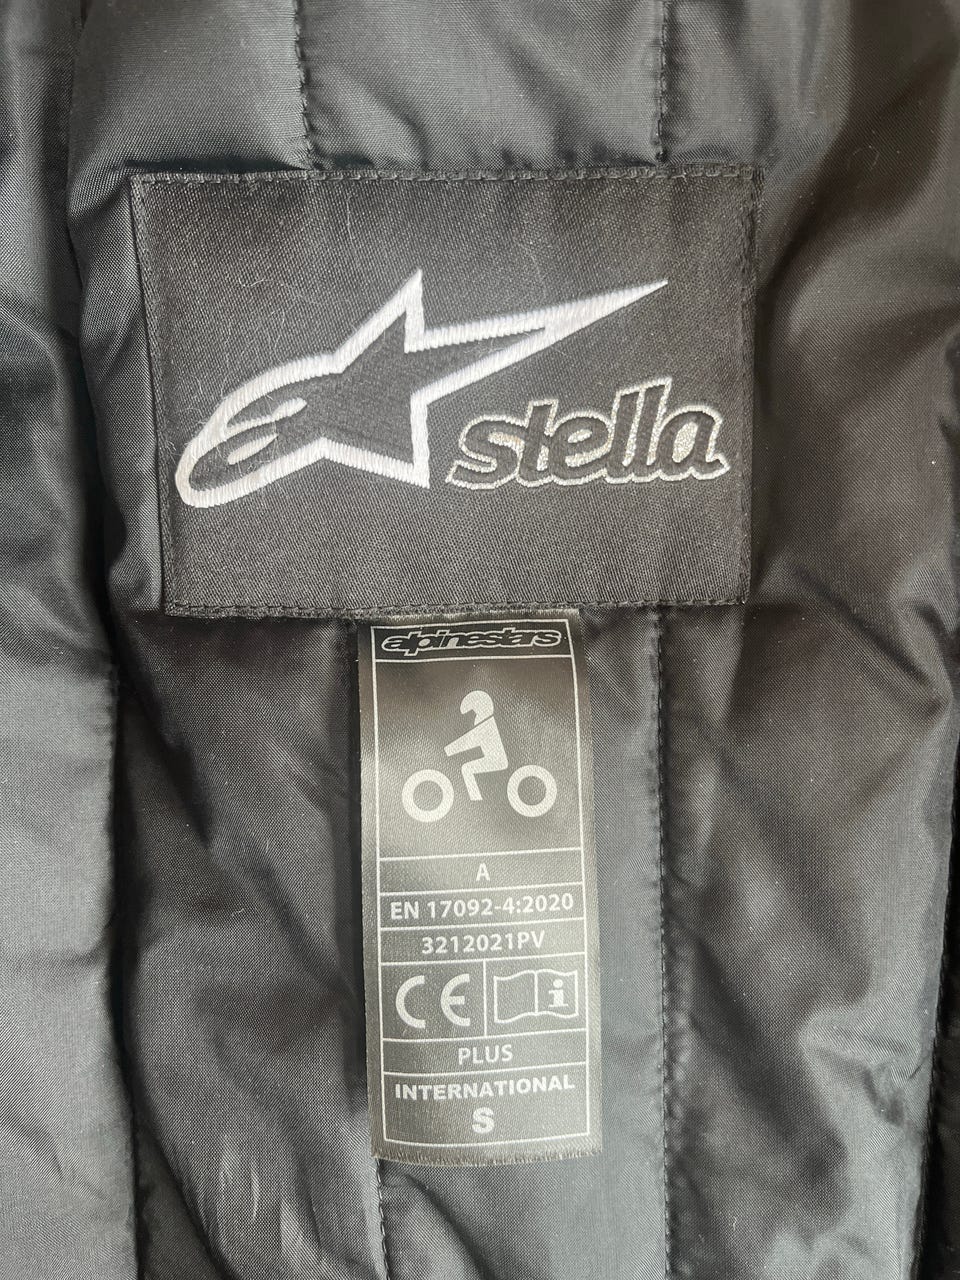 stella
alpinestars
A
EN 17092-4:2020
3212021PV
CE
i
PLUS
INTERNATIONAL
S